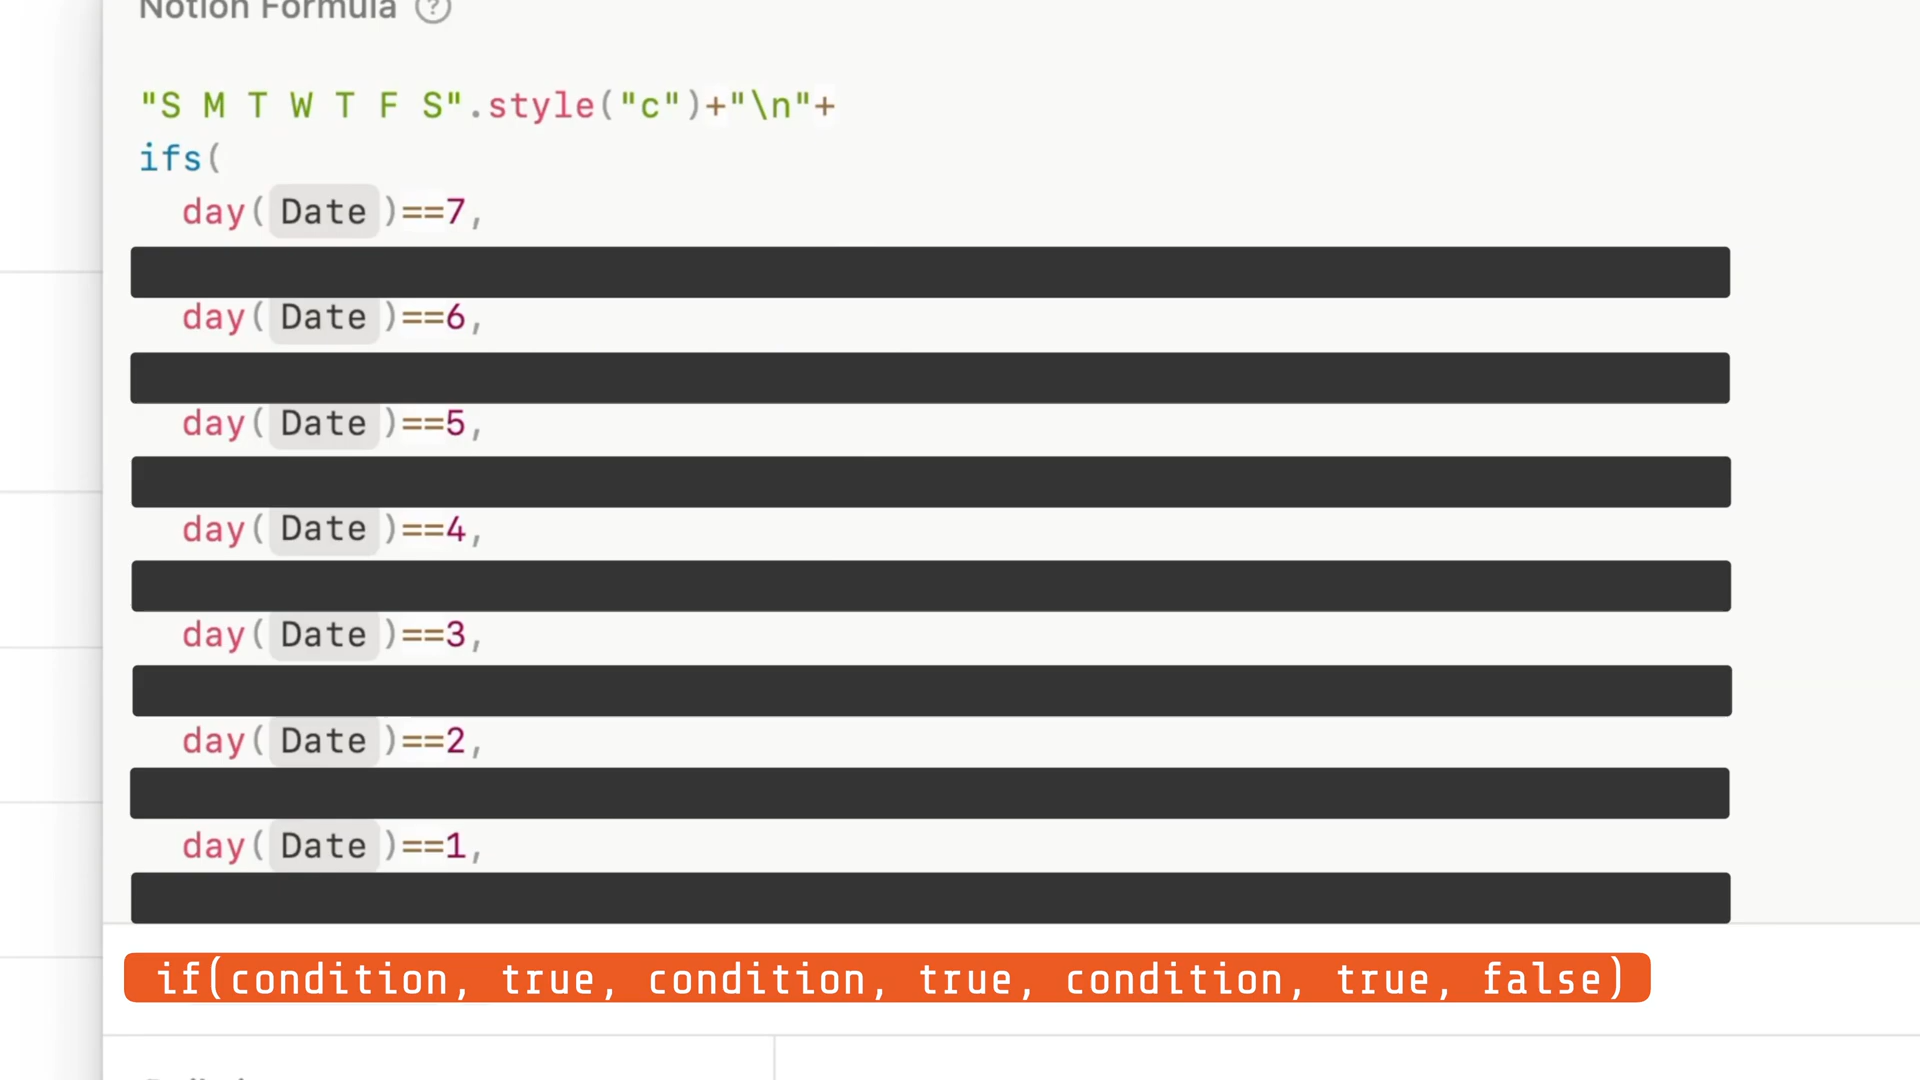 Notion Formula ?
"S M T W T F S".style("c")+"\n"+
ifs(
day( Date )==7,
day( Date )==6,
day( Date )==5,
day( Date )==4,
day( Date )==3,
day( Date )==2,
day( Date )==1,
if(condition, true, condition, true, condition, true, false)